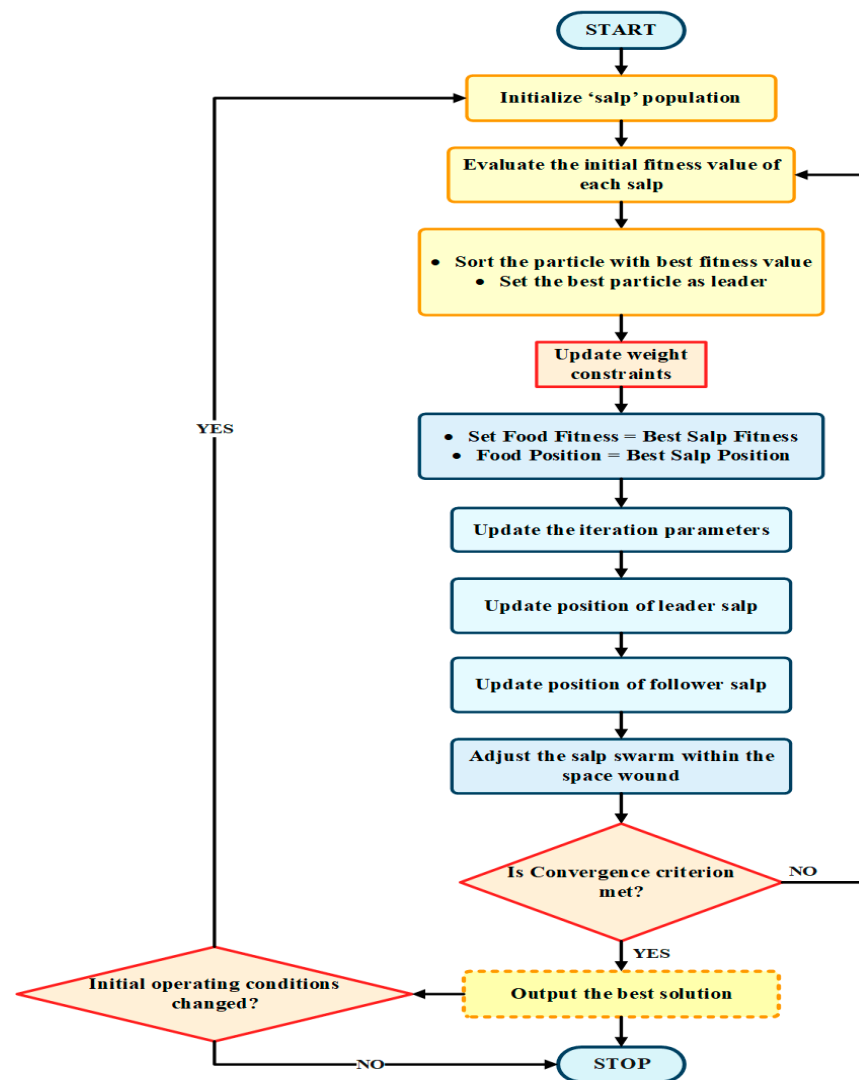 START
Initialize ‘salp’ population
Evaluate the initial fitness value of
each salp
• Sort the particle with best fitness value
• Set the best particle as leader
Update weight
constraints
• Set Food Fitness = Best Salp Fitness
• Food Position = Best Salp Position
YES
Update the iteration parameters
Update position of leader salp
Update position of follower salp
Adjust the salp swarm within the
space wound
Is Convergence criterion
met?
NO
YES
Initial operating conditions
changed?
Output the best solution
NO
STOP